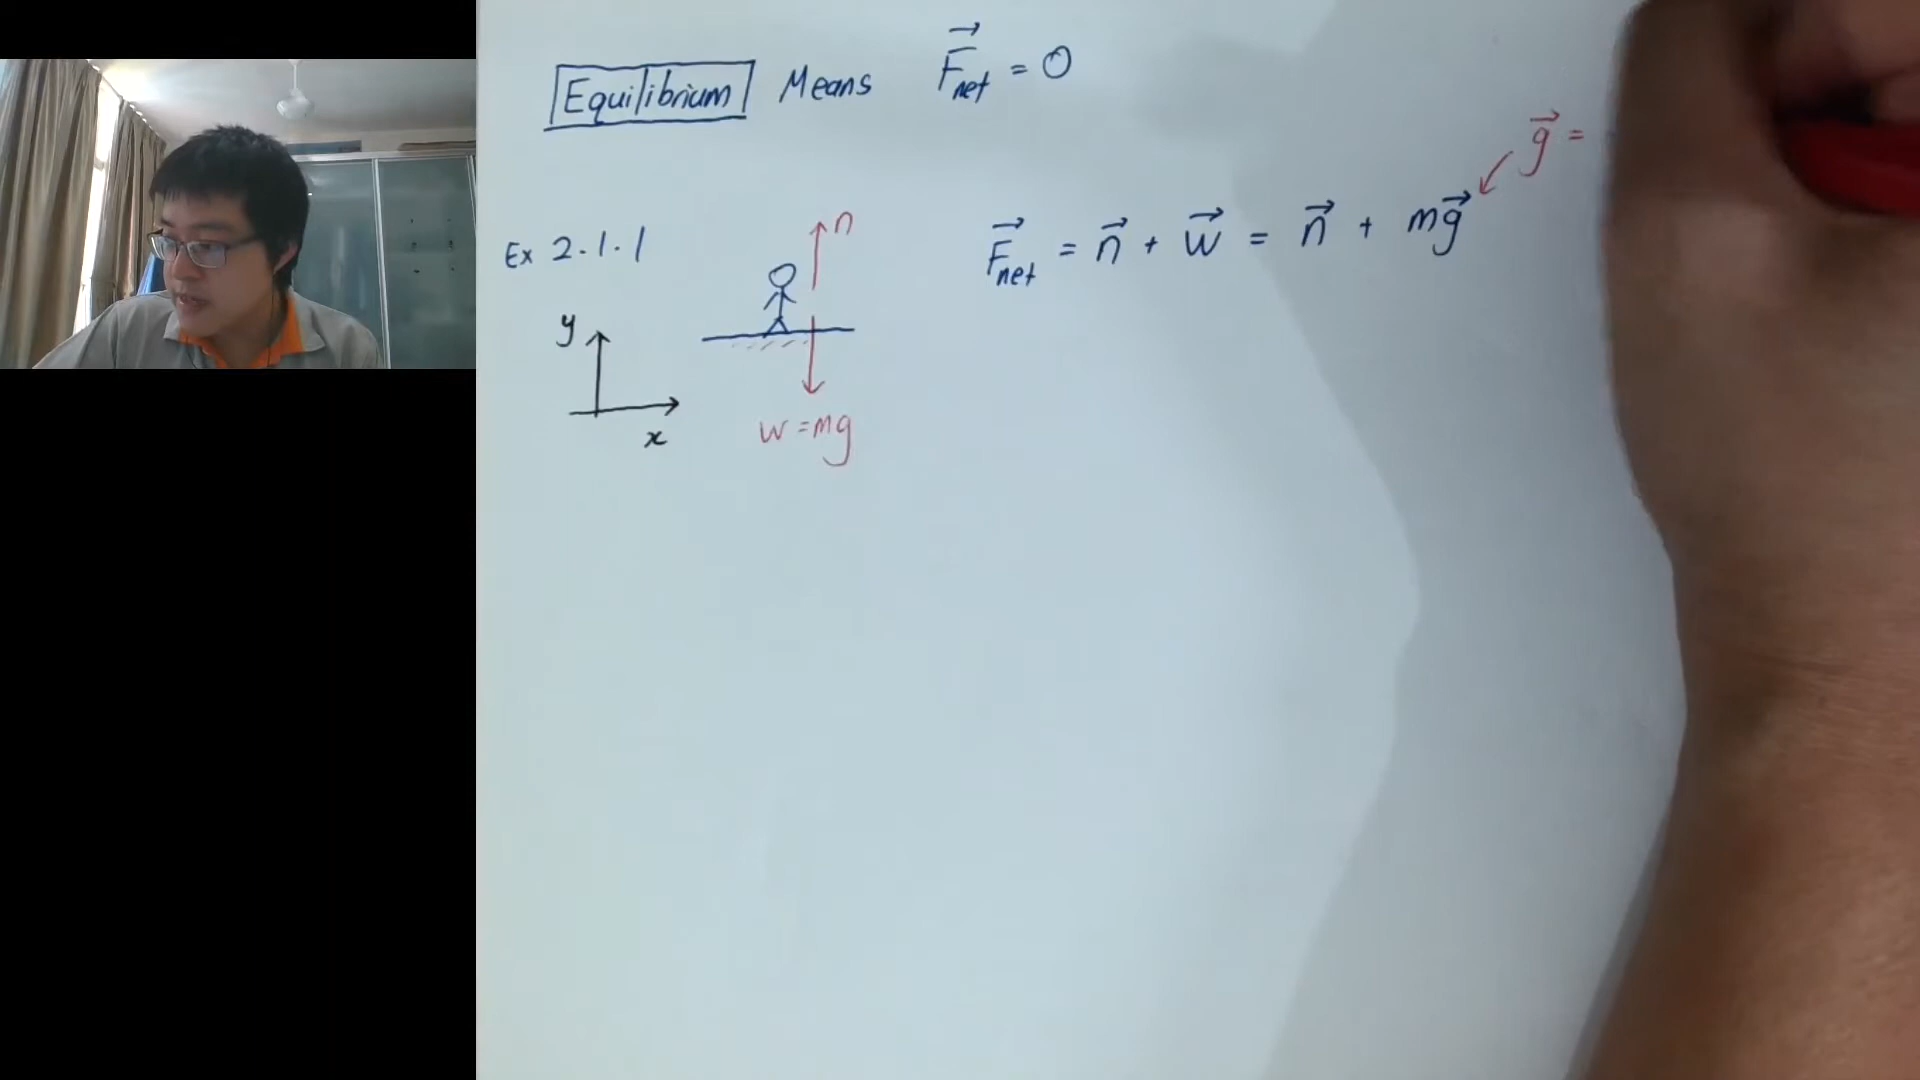 Equilibrium Means F⃗net = 0
g⃗ =
Ex 2.1.1
n
F⃗net = n⃗ + w⃗ = n⃗ + mg⃗
y
x
w = mg